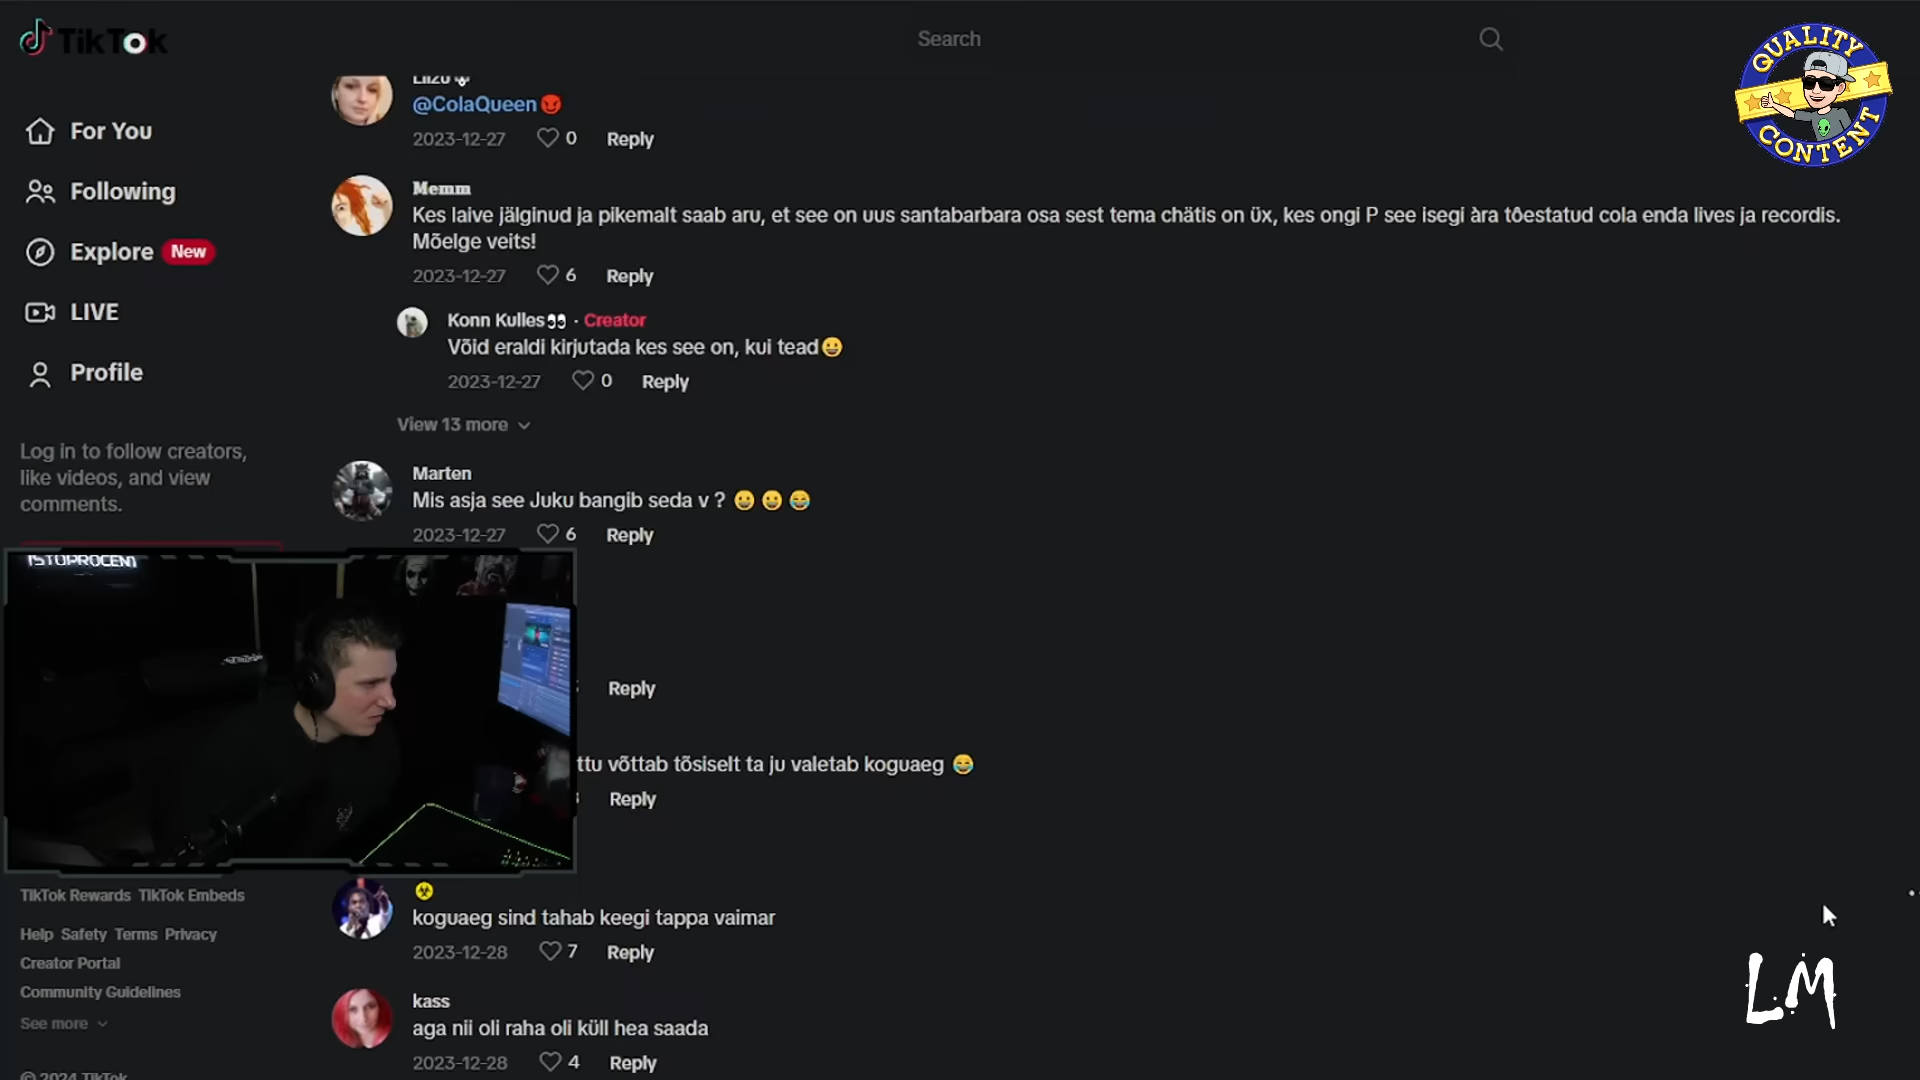 TikTok
Search
QUALITY
CONTENT
For You
Following
Explore New
LIVE
Profile
Log in to follow creators,
like videos, and view
comments.
@ColaQueen😈
2023-12-27 0 Reply
Memm
Kes laive jälginud ja pikemalt saab aru, et see on uus santabarbara osa sest tema chätis on üx, kes ongi P see isegi àra tôestatud cola enda lives ja recordis.
Mõelge veits!
2023-12-27 6 Reply
Konn Kulles👀 · Creator
Võid eraldi kirjutada kes see on, kui tead😀
2023-12-27 0 Reply
View 13 more
Marten
Mis asja see Juku bangib seda v ? 😀 😀 😂
2023-12-27 6 Reply
1STOPROCENT
Reply
ttu võttab tõsiselt ta ju valetab koguaeg 😂
Reply
☣
koguaeg sind tahab keegi tappa vaimar
2023-12-28 7 Reply
kass
aga nii oli raha oli küll hea saada
2023-12-28 4 Reply
TikTok Rewards TikTok Embeds
Help Safety Terms Privacy
Creator Portal
Community Guidelines
See more
© 2024 TikTok
LM